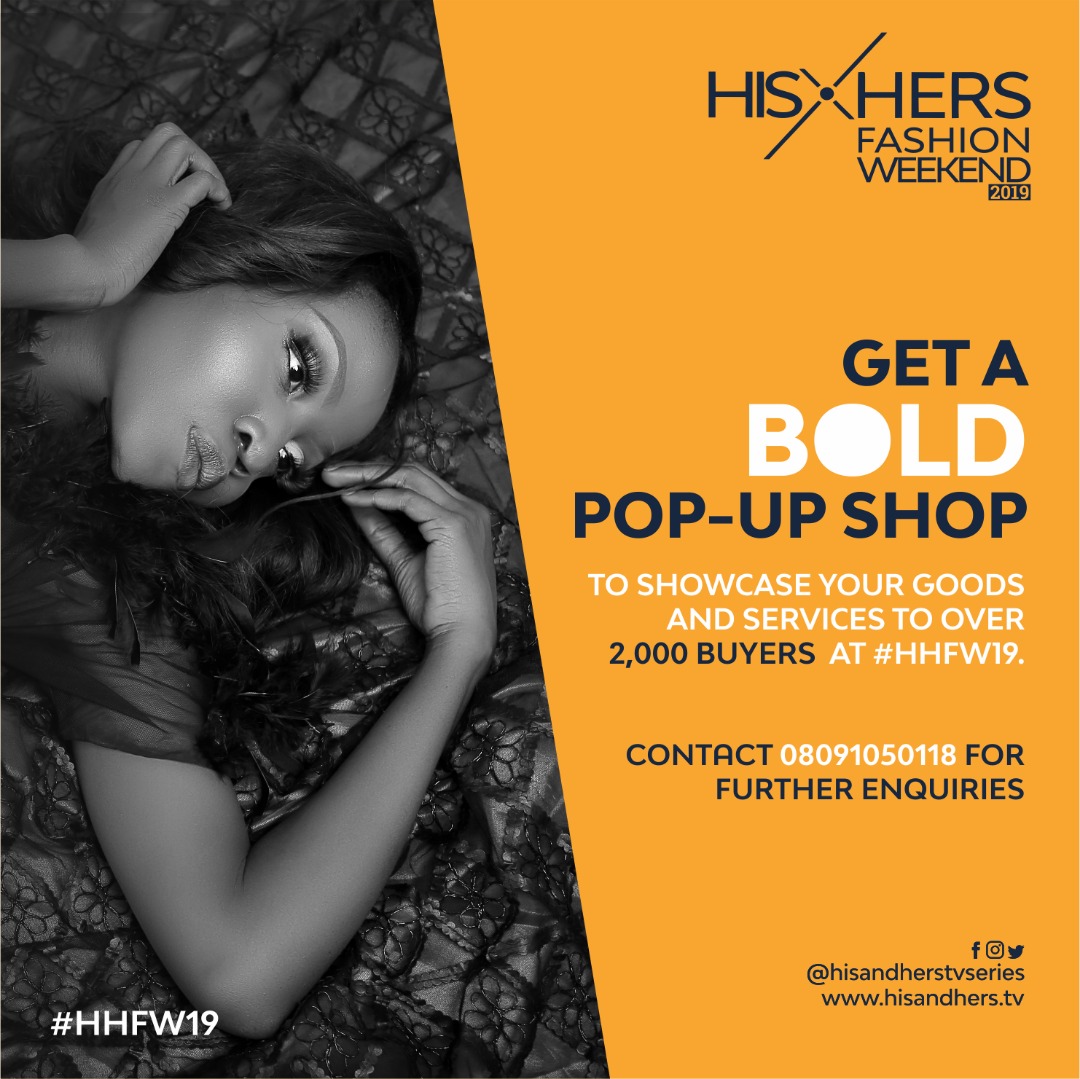 HIS X HERS
FASHION
WEEKEND
2019
GET A
BOLD
POP-UP SHOP
TO SHOWCASE YOUR GOODS
AND SERVICES TO OVER
2,000 BUYERS AT #HHFW19.
CONTACT 08091050118 FOR
FURTHER ENQUIRIES
@hisandherstvseries
www.hisandhers.tv
#HHFW19